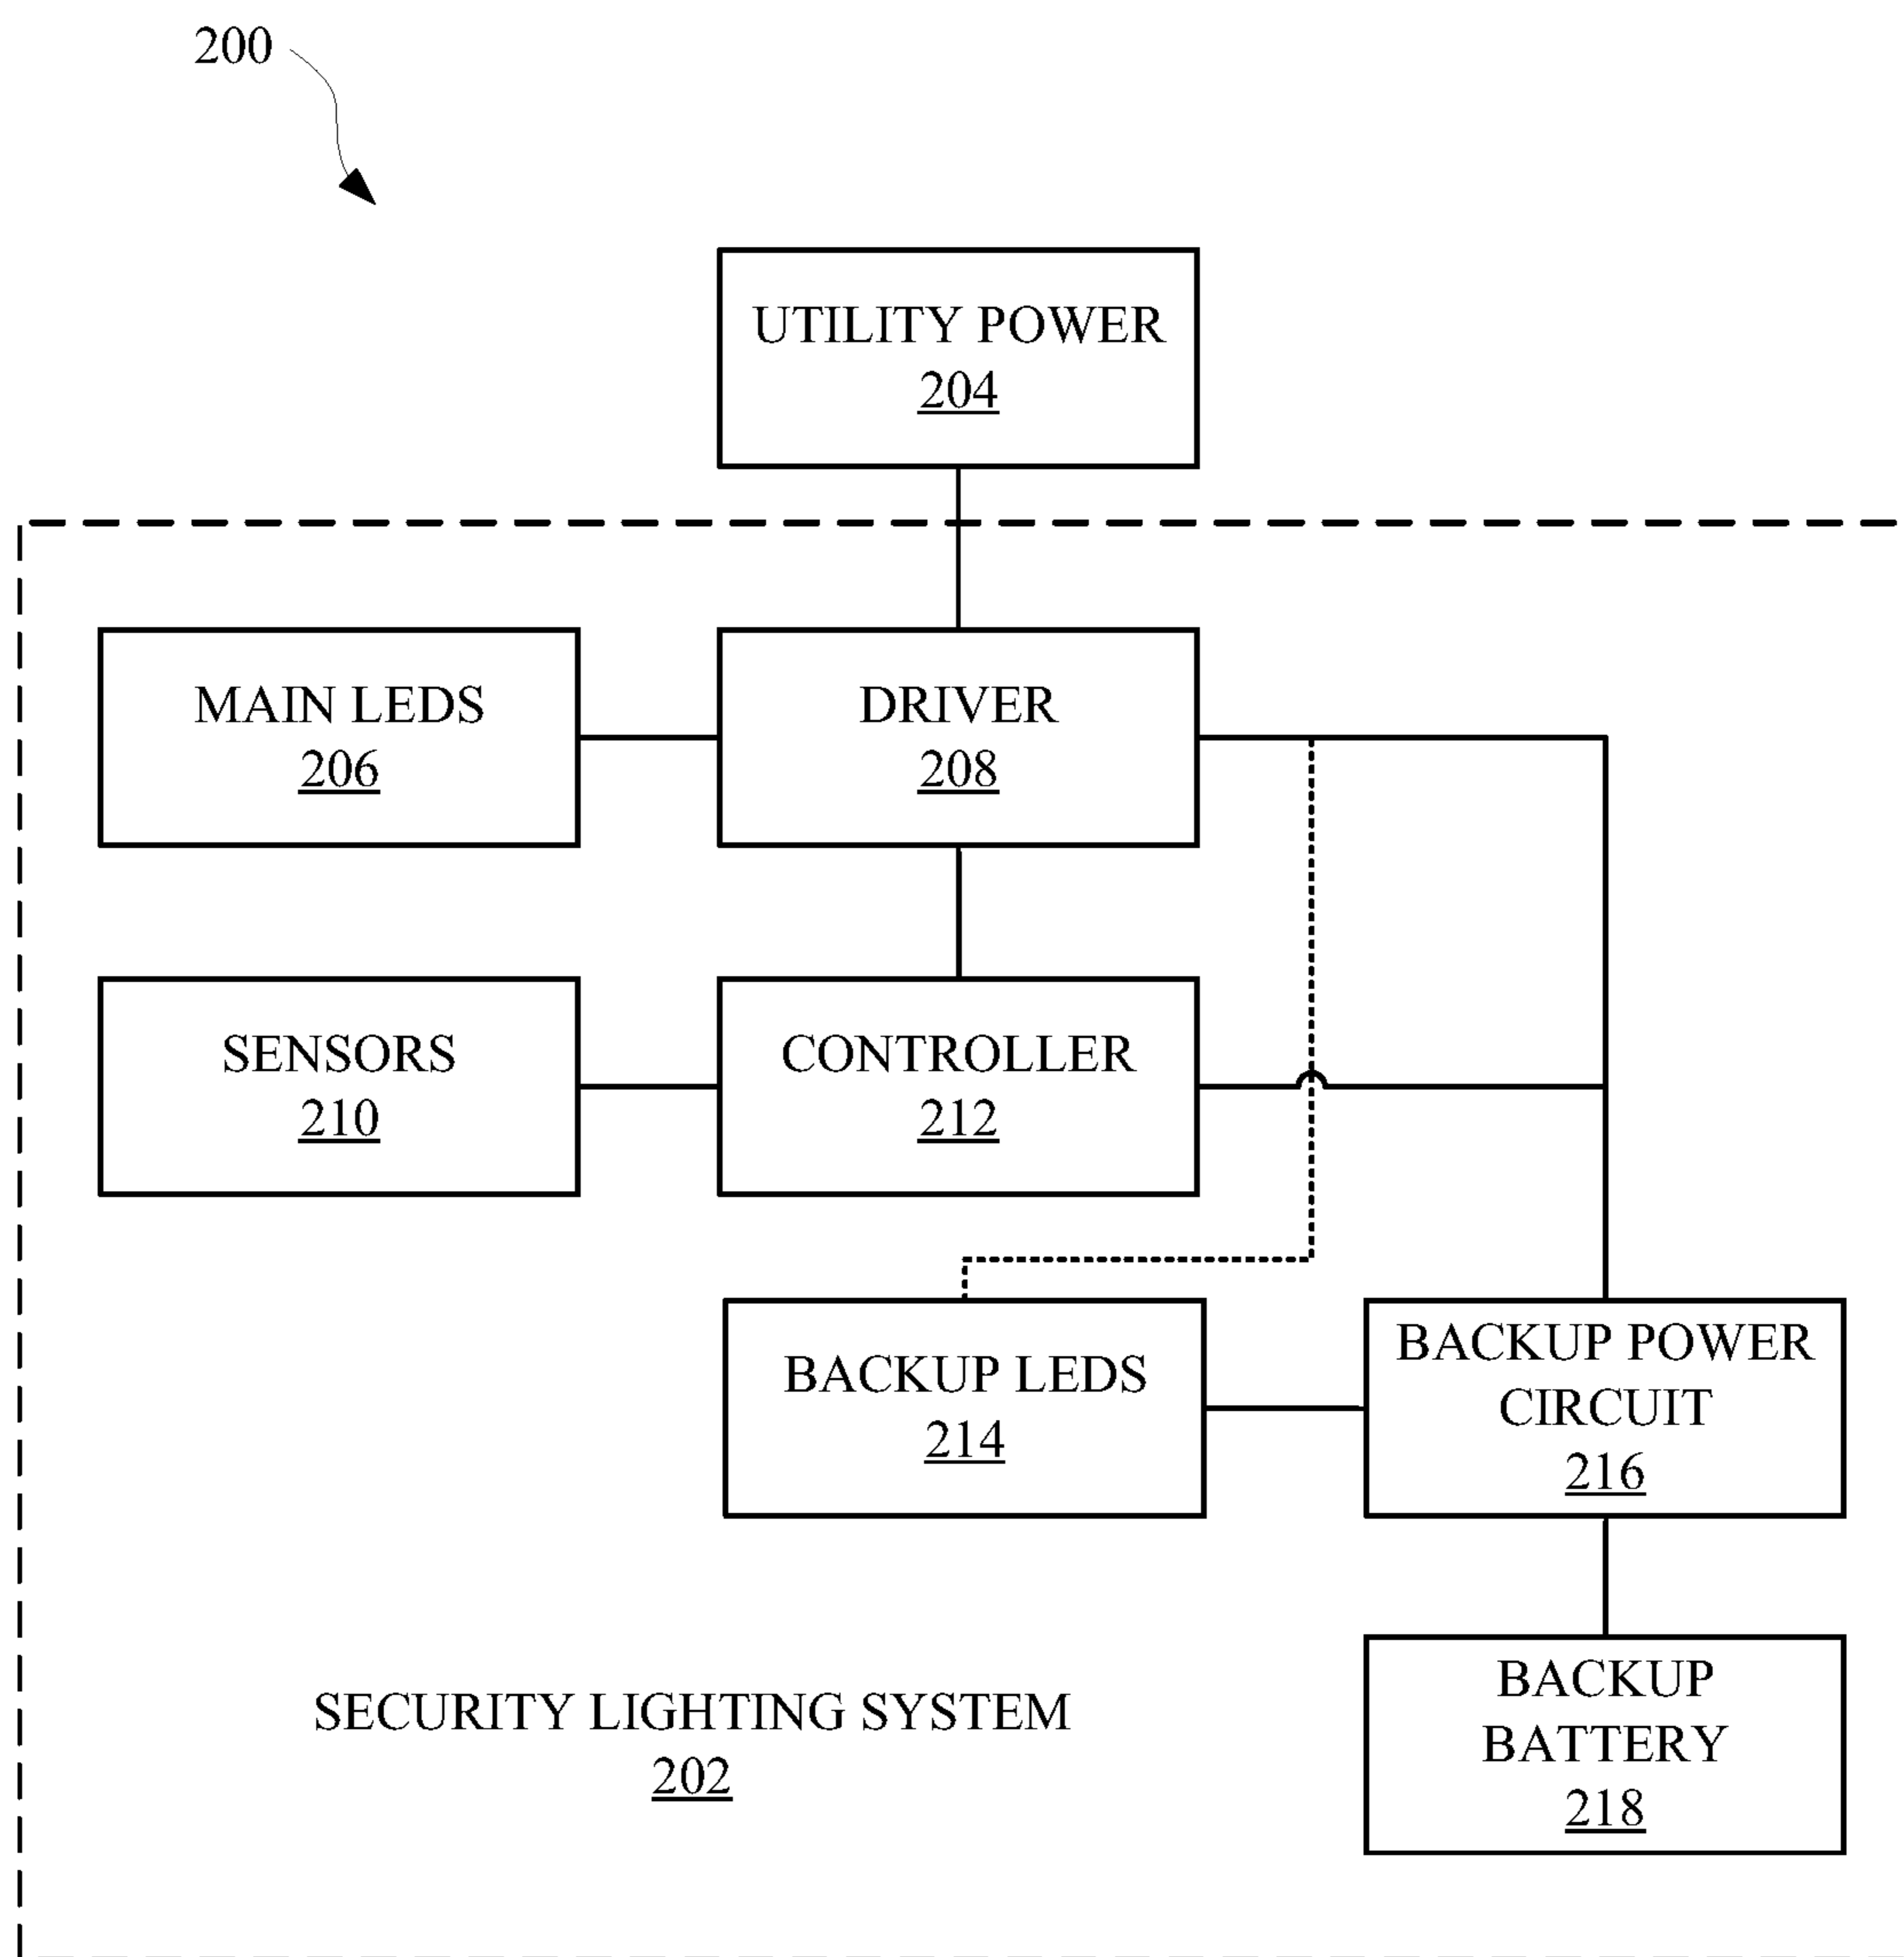 200
UTILITY POWER
204
MAIN LEDS
206
DRIVER
208
SENSORS
210
CONTROLLER
212
BACKUP LEDS
214
BACKUP POWER
CIRCUIT
216
SECURITY LIGHTING SYSTEM
202
BACKUP
BATTERY
218